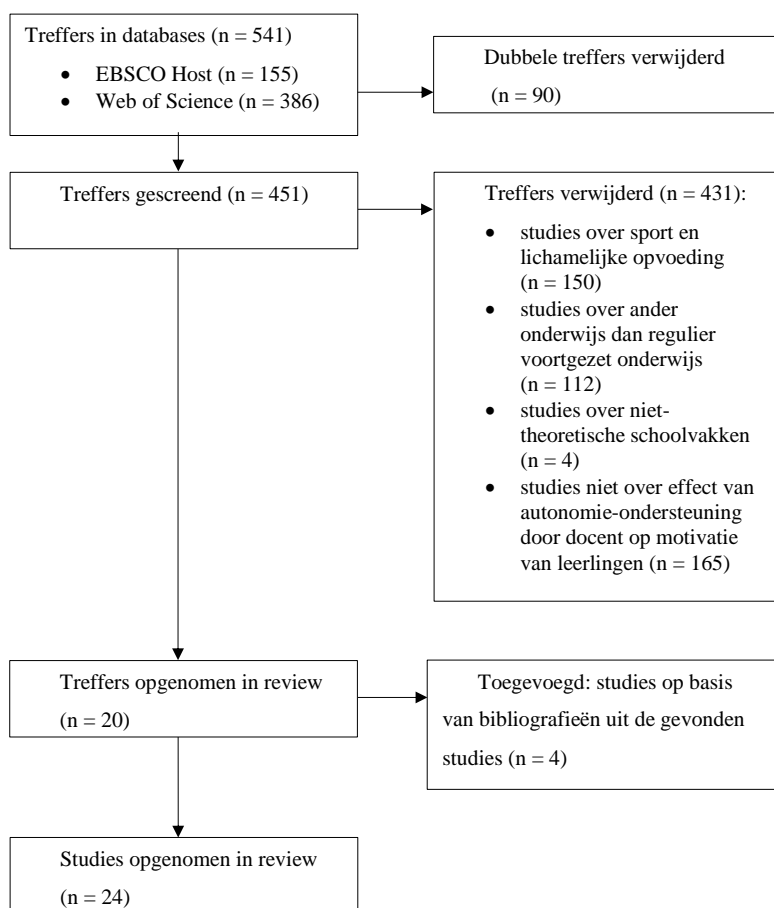 Treffers in databases (n = 541)
• EBSCO Host (n = 155)
• Web of Science (n = 386)
Dubbele treffers verwijderd
(n = 90)
Treffers gescreend (n = 451)
Treffers verwijderd (n = 431):
• studies over sport en
lichamelijke opvoeding
(n = 150)
• studies over ander
onderwijs dan regulier
voortgezet onderwijs
(n = 112)
• studies over niet-
theoretische schoolvakken
(n = 4)
• studies niet over effect van
autonomie-ondersteuning
door docent op motivatie
van leerlingen (n = 165)
Treffers opgenomen in review
(n = 20)
Toegevoegd: studies op basis
van bibliografieën uit de gevonden
studies (n = 4)
Studies opgenomen in review
(n = 24)